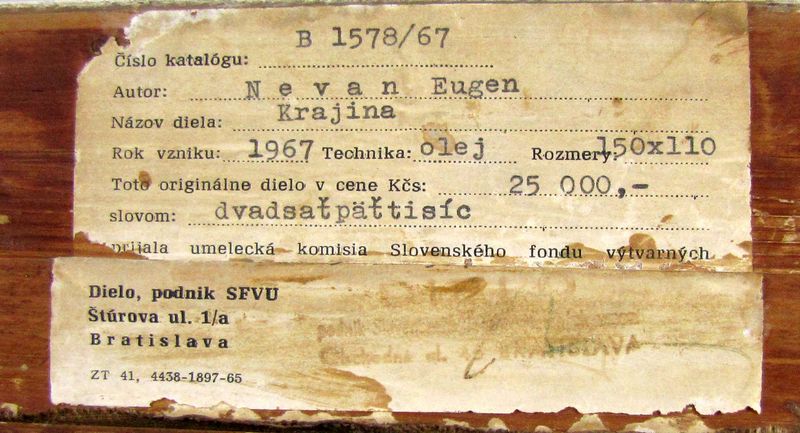 B 1578/67
Číslo katalógu:
Autor: Nevan Eugen
Názov diela: Krajina
Rok vzniku: 1967 Technika: olej Rozmery: 150x110
Toto originálne dielo v cene Kčs: 25 000,-
slovom: dvadsaťpäťtisíc
prijala umelecká komisia Slovenského fondu výtvarných
Dielo, podnik SFVU
Štúrova ul. 1/a
Bratislava
ZT 41, 4438-1897-65